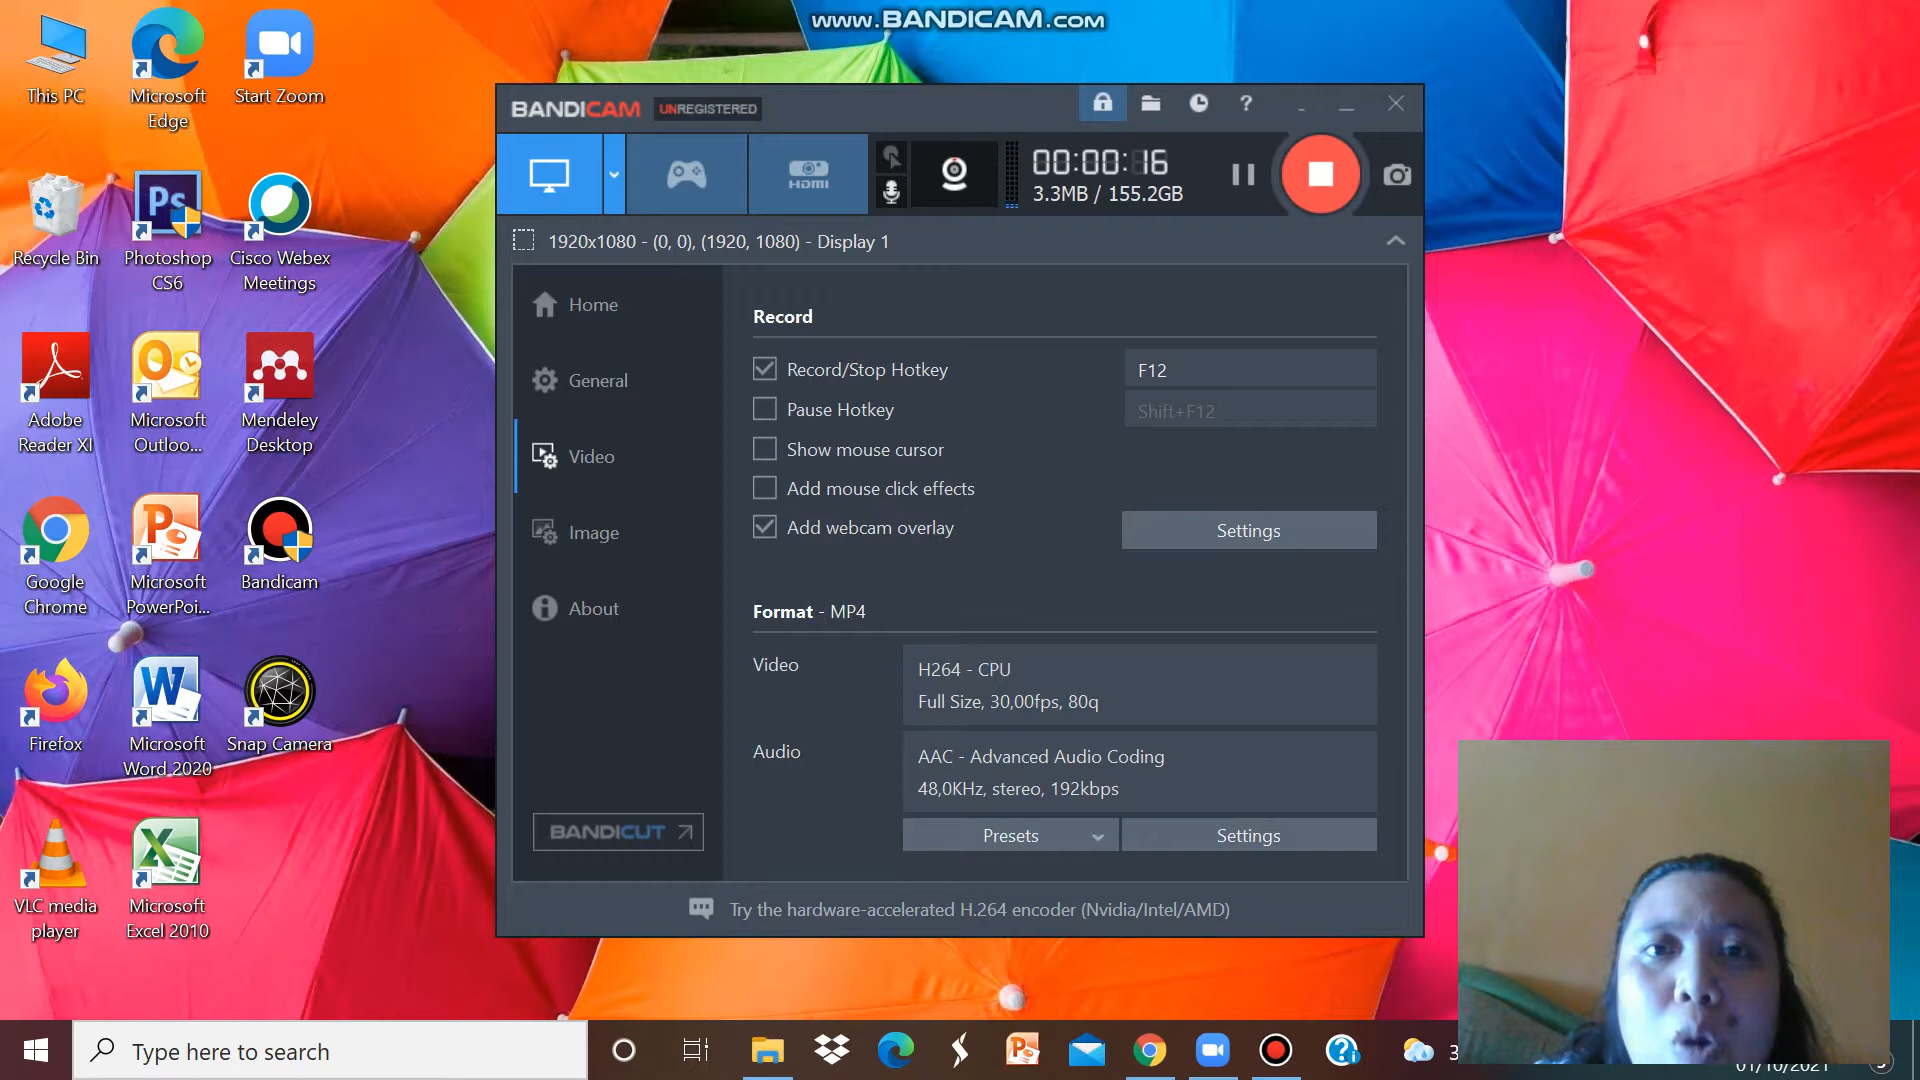 www.BANDICAM.com
This PC
Microsoft
Edge
Start Zoom
Recycle Bin
Photoshop
CS6
Cisco Webex
Meetings
Adobe
Reader XI
Microsoft
Outloo...
Mendeley
Desktop
Google
Chrome
Microsoft
PowerPoi...
Bandicam
Firefox
Microsoft
Word 2020
Snap Camera
VLC media
player
Microsoft
Excel 2010
BANDICAM UNREGISTERED
HDMI
00:00:16
3.3MB / 155.2GB
1920x1080 - (0, 0), (1920, 1080) - Display 1
Home
General
Video
Image
About
BANDICUT
Record
Record/Stop Hotkey F12
Pause Hotkey Shift+F12
Show mouse cursor
Add mouse click effects
Add webcam overlay Settings
Format - MP4
Video
H264 - CPU
Full Size, 30,00fps, 80q
Audio
AAC - Advanced Audio Coding
48,0KHz, stereo, 192kbps
Presets Settings
Try the hardware-accelerated H.264 encoder (Nvidia/Intel/AMD)
Type here to search
01/10/2021